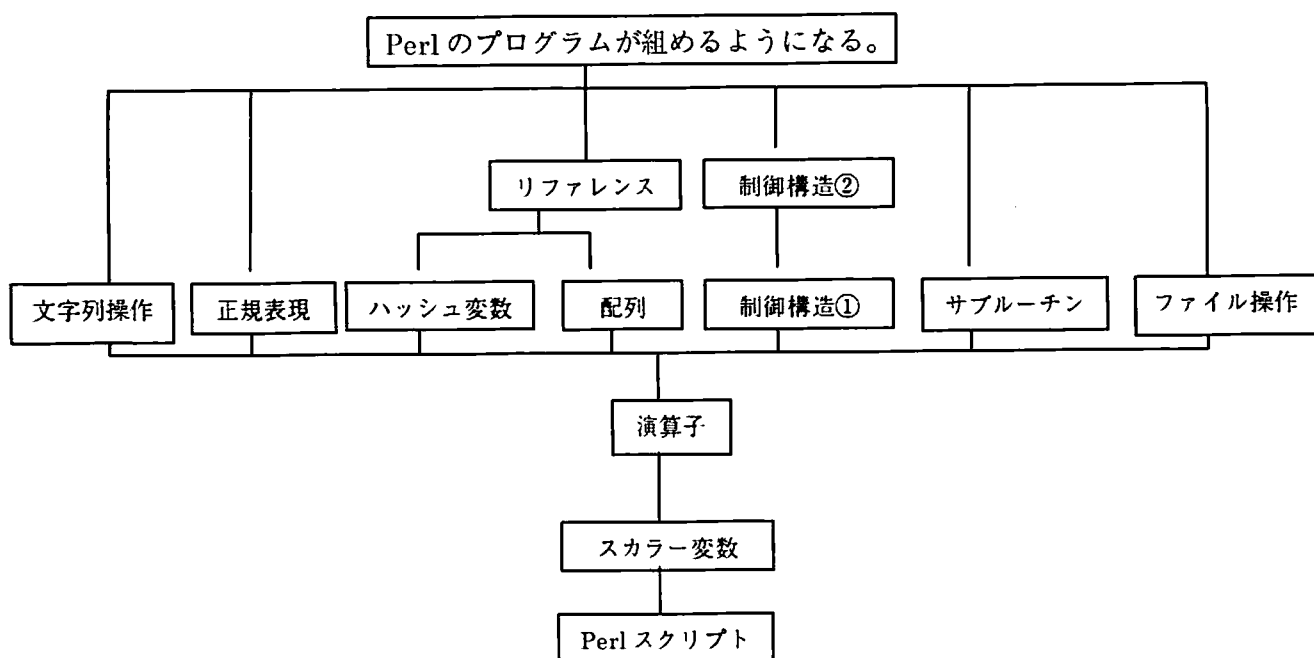 Perlのプログラムが組めるようになる。
リファレンス
制御構造②
文字列操作
正規表現
ハッシュ変数
配列
制御構造①
サブルーチン
ファイル操作
演算子
スカラー変数
Perlスクリプト